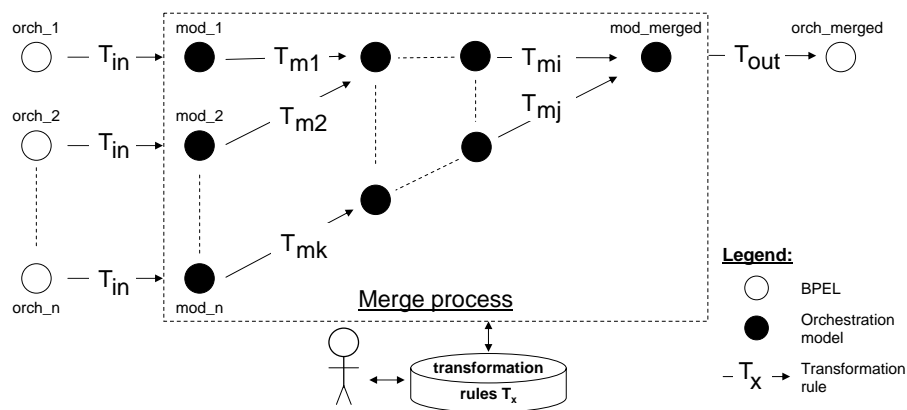 orch_1
mod_1
mod_merged
orch_merged
T_in
T_m1
T_mi
T_out
T_m2
T_mj
orch_2
mod_2
T_in
T_mk
T_in
orch_n
mod_n
Merge process
Legend:
BPEL
Orchestration
model
T_x
Transformation
rule
transformation
rules T_x